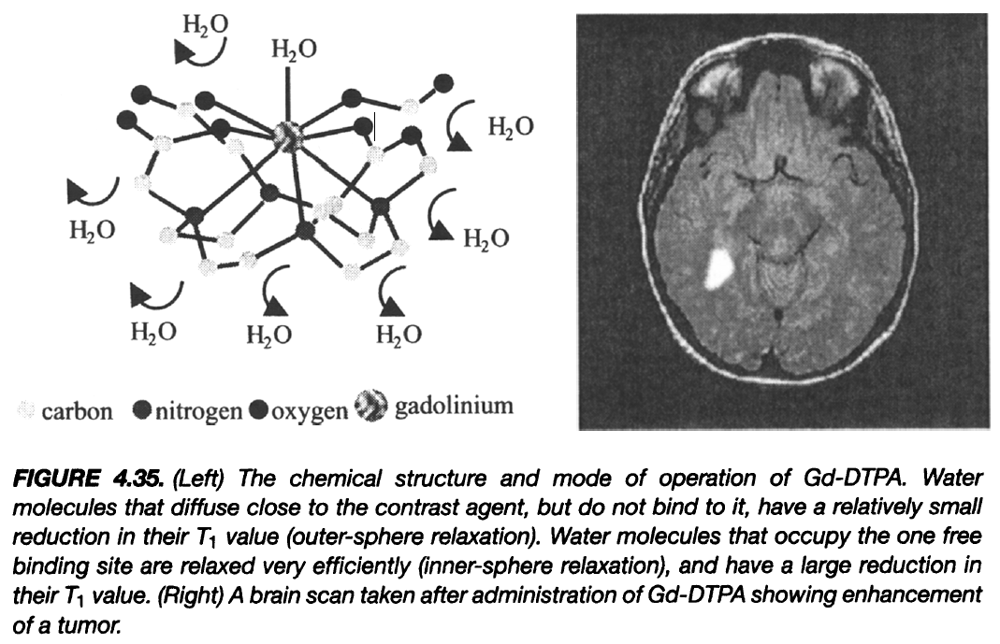 H₂O
H₂O
H₂O
H₂O
H₂O
H₂O
H₂O
H₂O
carbon nitrogen oxygen gadolinium
FIGURE 4.35. (Left) The chemical structure and mode of operation of Gd-DTPA. Water
molecules that diffuse close to the contrast agent, but do not bind to it, have a relatively small
reduction in their T₁ value (outer-sphere relaxation). Water molecules that occupy the one free
binding site are relaxed very efficiently (inner-sphere relaxation), and have a large reduction in
their T₁ value. (Right) A brain scan taken after administration of Gd-DTPA showing enhancement
of a tumor.